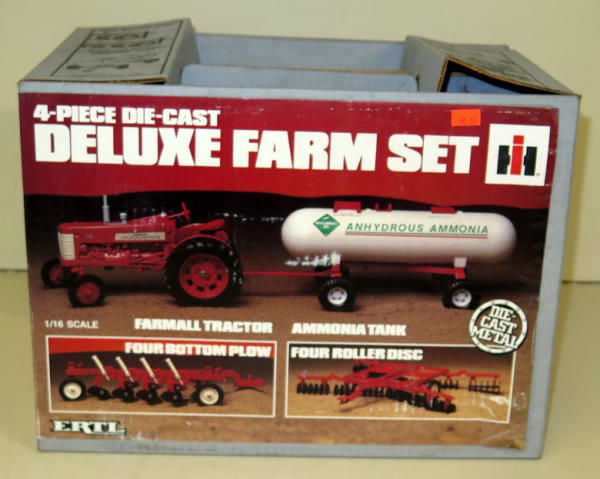 4-PIECE DIE-CAST
DELUXE FARM SET
IH
ANHYDROUS AMMONIA
1/16 SCALE
FARMALL TRACTOR
AMMONIA TANK
DIE-
CAST
METAL
FOUR BOTTOM PLOW
FOUR ROLLER DISC
ERTL